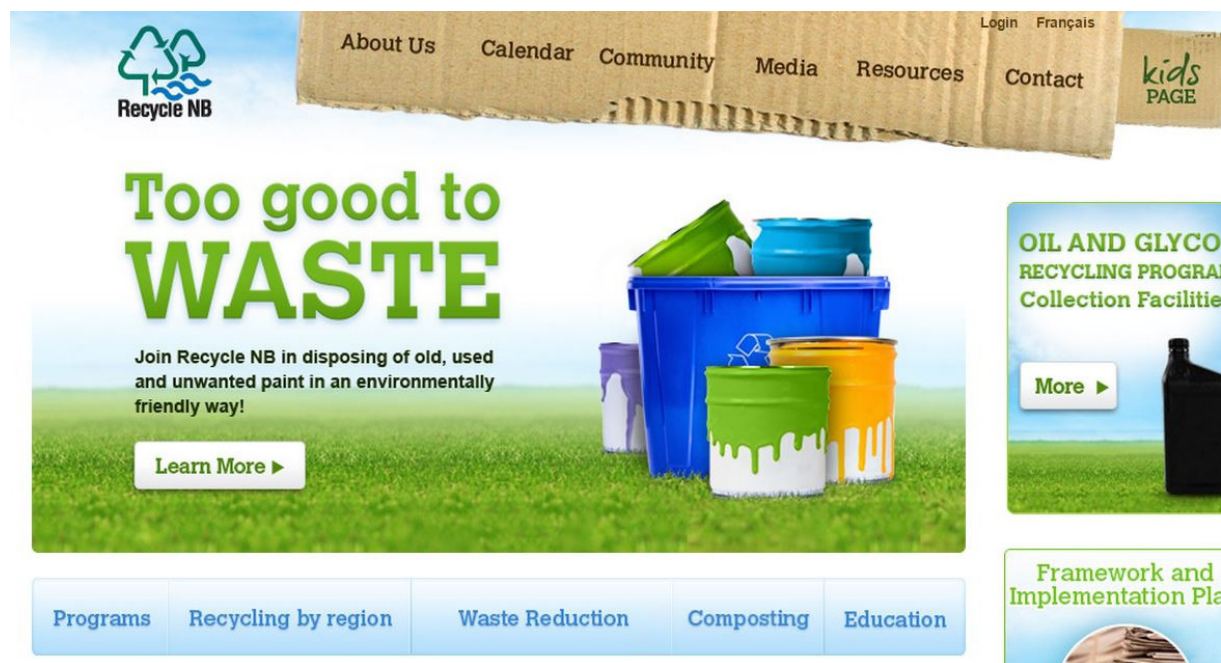 Login Français
About Us Calendar Community Media Resources Contact
kids
PAGE
Recycle NB
Too good to
WASTE
Join Recycle NB in disposing of old, used
and unwanted paint in an environmentally
friendly way!
Learn More
OIL AND GLYCO
RECYCLING PROGRA
Collection Facilitie
More
Programs Recycling by region Waste Reduction Composting Education
Framework and
Implementation Pla